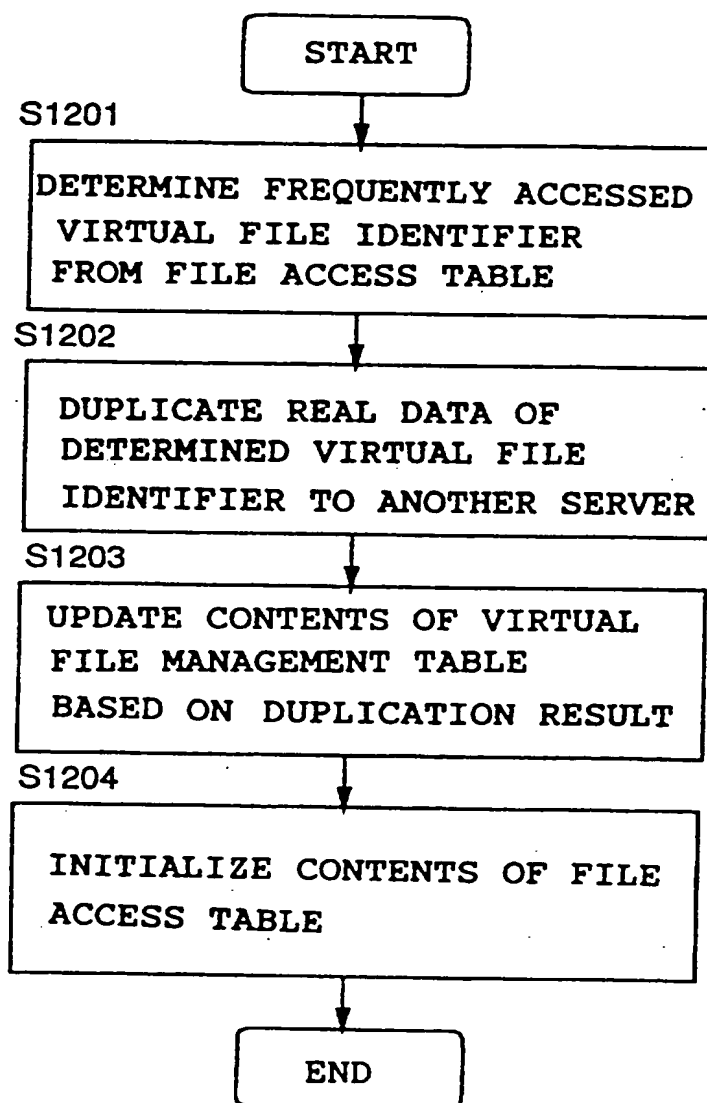 START
S1201
DETERMINE FREQUENTLY ACCESSED
VIRTUAL FILE IDENTIFIER
FROM FILE ACCESS TABLE
S1202
DUPLICATE REAL DATA OF
DETERMINED VIRTUAL FILE
IDENTIFIER TO ANOTHER SERVER
S1203
UPDATE CONTENTS OF VIRTUAL
FILE MANAGEMENT TABLE
BASED ON DUPLICATION RESULT
S1204
INITIALIZE CONTENTS OF FILE
ACCESS TABLE
END